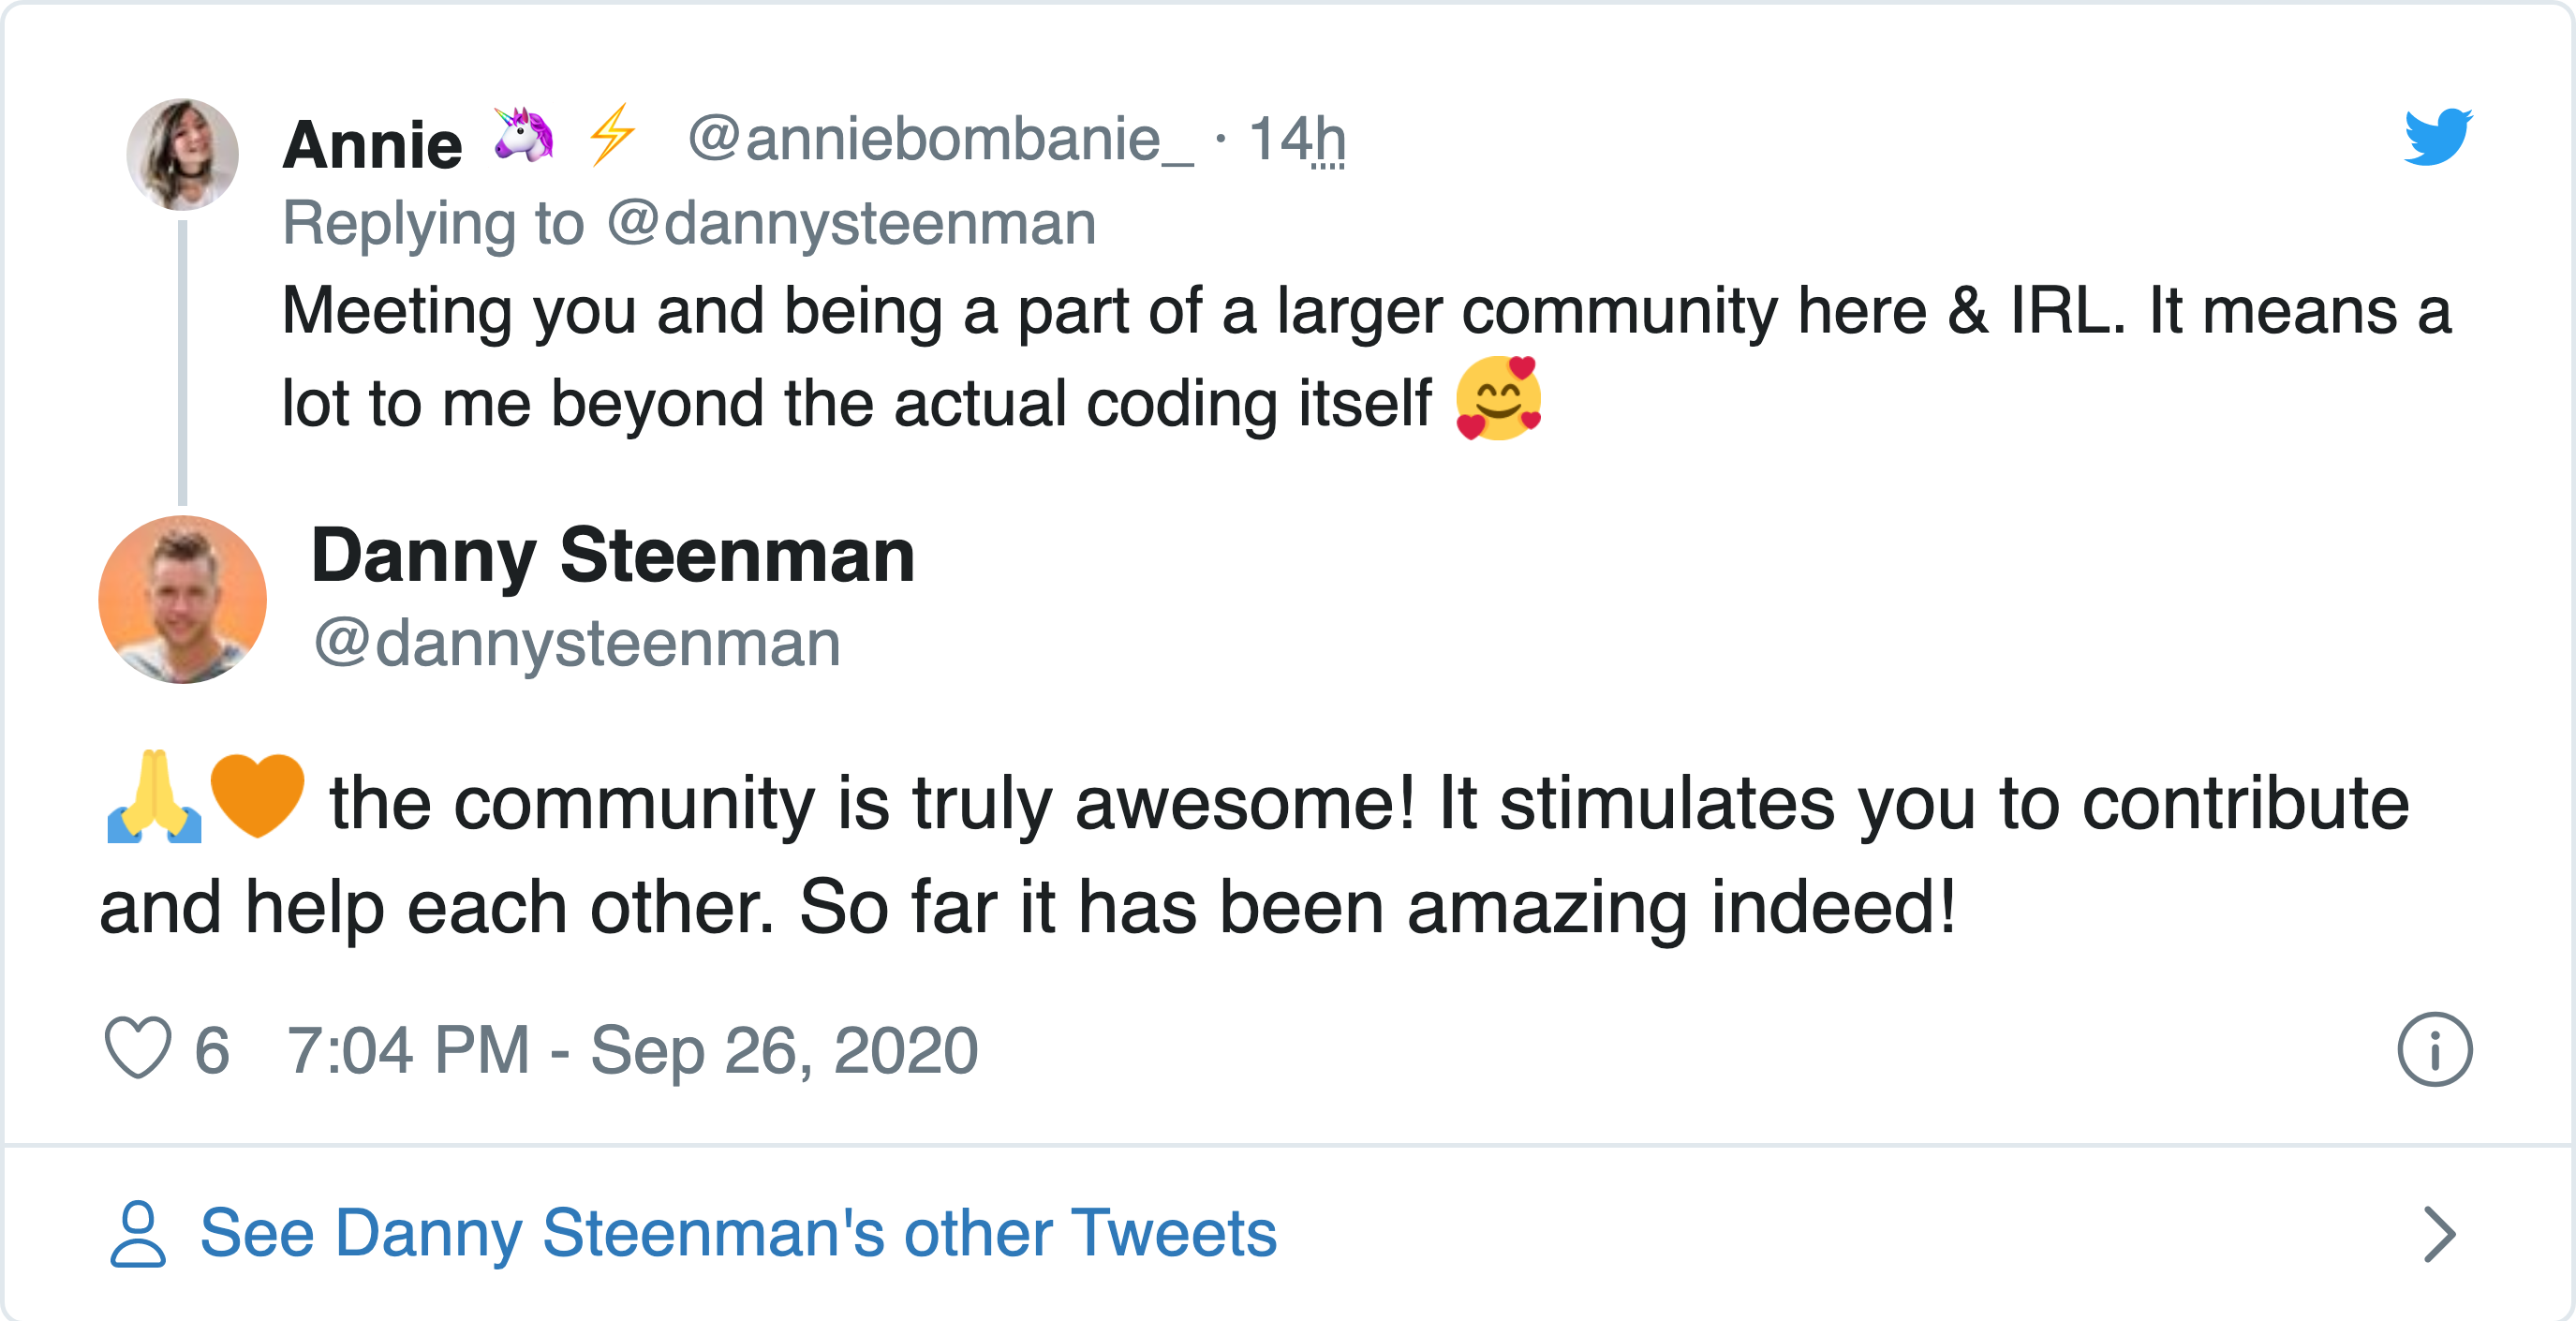 Annie 🦄 ⚡ @anniebombanie_ · 14h
Replying to @dannysteenman
Meeting you and being a part of a larger community here & IRL. It means a
lot to me beyond the actual coding itself 🥰
Danny Steenman
@dannysteenman
🙏🧡 the community is truly awesome! It stimulates you to contribute
and help each other. So far it has been amazing indeed!
6 7:04 PM - Sep 26, 2020
See Danny Steenman's other Tweets